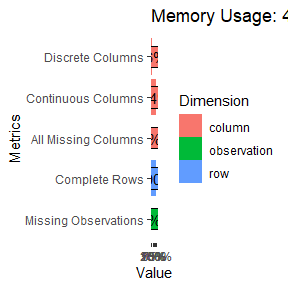 Memory Usage: 4
Discrete Columns
Continuous Columns
All Missing Columns
Complete Rows
Missing Observations
Metrics
Value
Dimension
column
observation
row